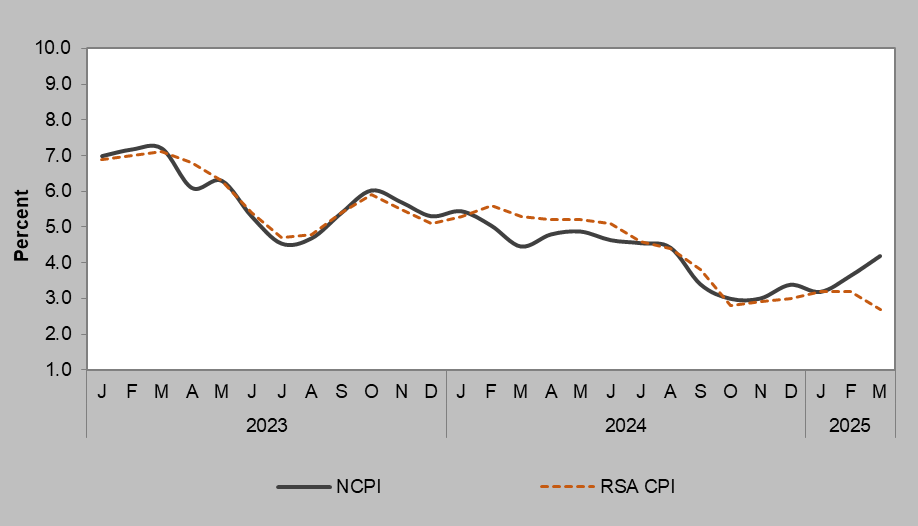 Percent
10.0
9.0
8.0
7.0
6.0
5.0
4.0
3.0
2.0
1.0
J F M A M J J A S O N D J F M A M J J A S O N D J F M
2023 2024 2025
NCPI RSA CPI